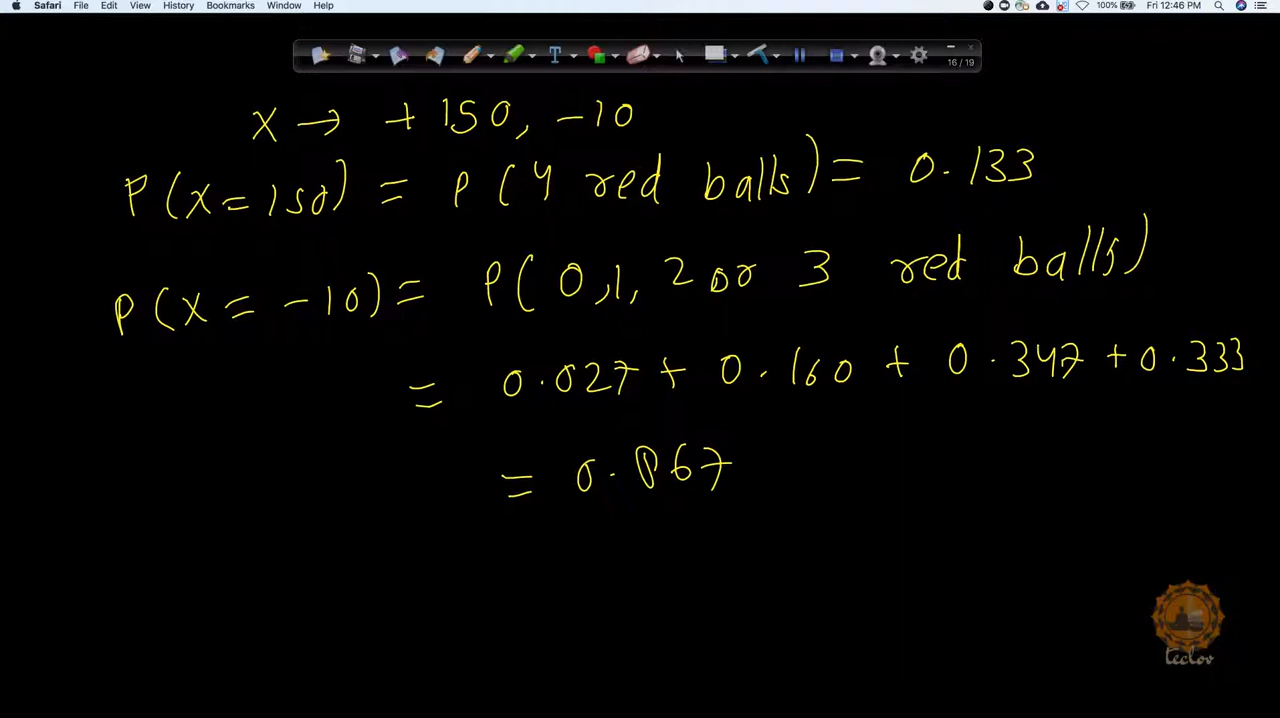 Safari File Edit View History Bookmarks Window Help 100% Fri 12:46 PM
16 / 19
x → + 150, -10
P(x = 150) = P(4 red balls) = 0.133
P(x = -10) = P(0,1, 2 or 3 red balls)
= 0.027 + 0.160 + 0.347 + 0.333
= 0.867
teclov